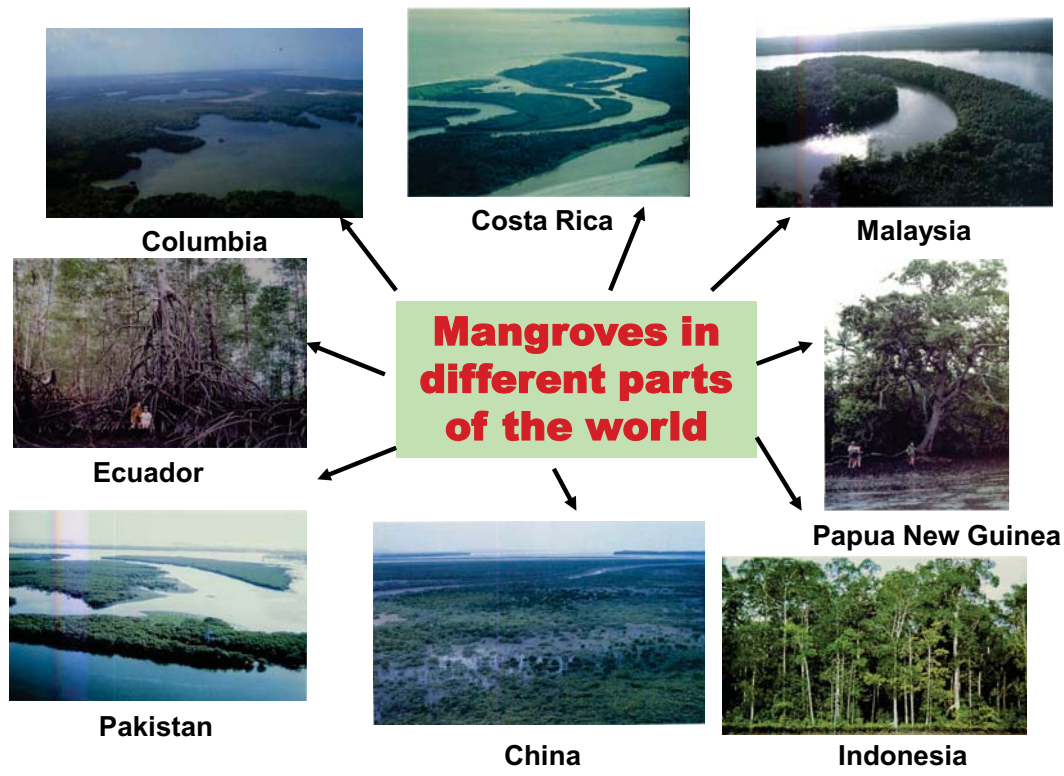 Columbia
Costa Rica
Malaysia
Mangroves in
different parts
of the world
Ecuador
Papua New Guinea
Pakistan
China
Indonesia